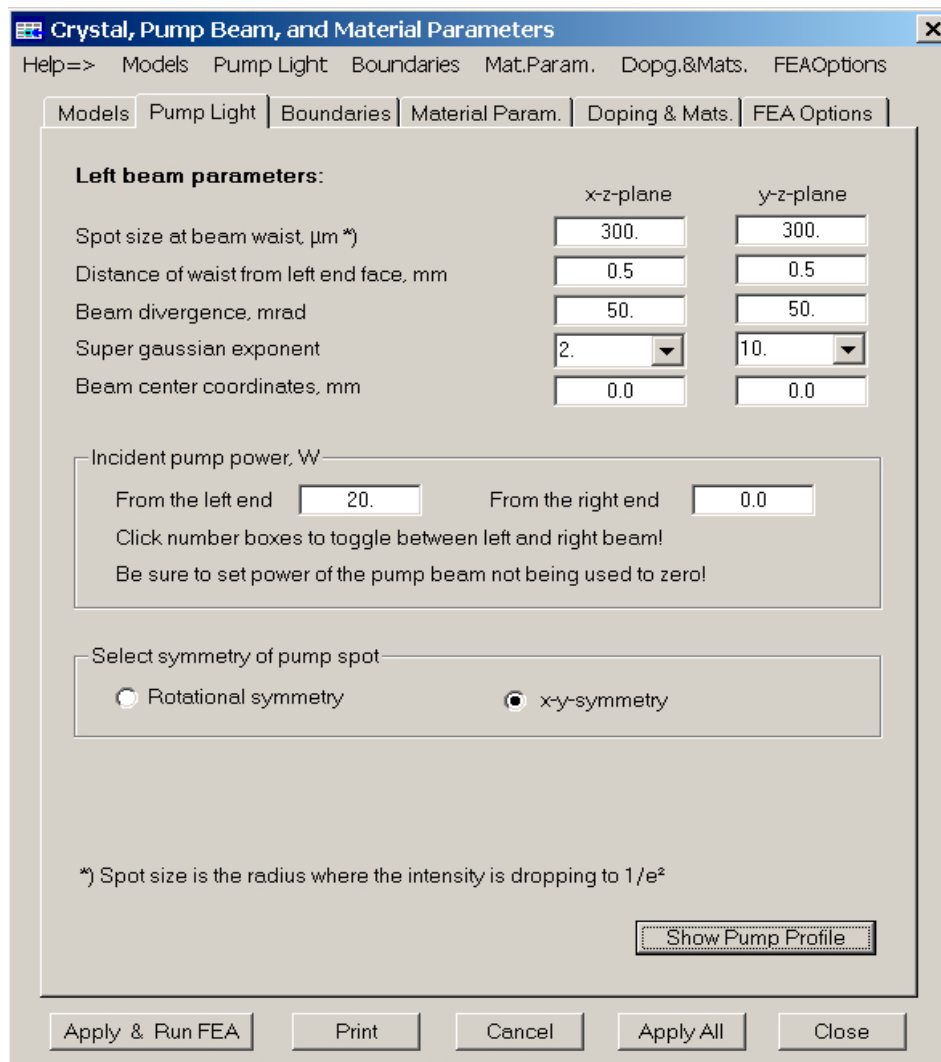 Crystal, Pump Beam, and Material Parameters
Help=> Models Pump Light Boundaries Mat.Param. Dopg.&Mats. FEAOptions
Models Pump Light Boundaries Material Param. Doping & Mats. FEA Options
Left beam parameters:
x-z-plane y-z-plane
Spot size at beam waist, µm *) 300. 300.
Distance of waist from left end face, mm 0.5 0.5
Beam divergence, mrad 50. 50.
Super gaussian exponent 2. 10.
Beam center coordinates, mm 0.0 0.0
Incident pump power, W
From the left end 20. From the right end 0.0
Click number boxes to toggle between left and right beam!
Be sure to set power of the pump beam not being used to zero!
Select symmetry of pump spot
Rotational symmetry x-y-symmetry
*) Spot size is the radius where the intensity is dropping to 1/e²
Show Pump Profile
Apply & Run FEA Print Cancel Apply All Close